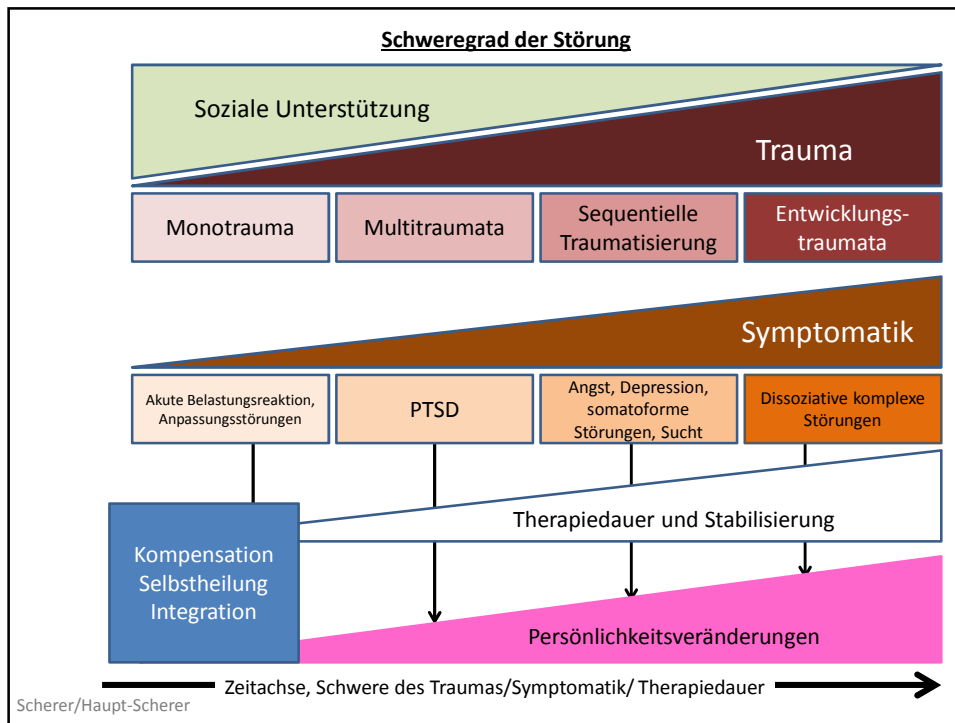 Schweregrad der Störung
Soziale Unterstützung
Trauma
Monotrauma
Multitraumata
Sequentielle
Traumatisierung
Entwicklungs-
traumata
Symptomatik
Akute Belastungsreaktion,
Anpassungsstörungen
PTSD
Angst, Depression,
somatoforme
Störungen, Sucht
Dissoziative komplexe
Störungen
Therapiedauer und Stabilisierung
Kompensation
Selbstheilung
Integration
Persönlichkeitsveränderungen
Zeitachse, Schwere des Traumas/Symptomatik/ Therapiedauer
Scherer/Haupt-Scherer